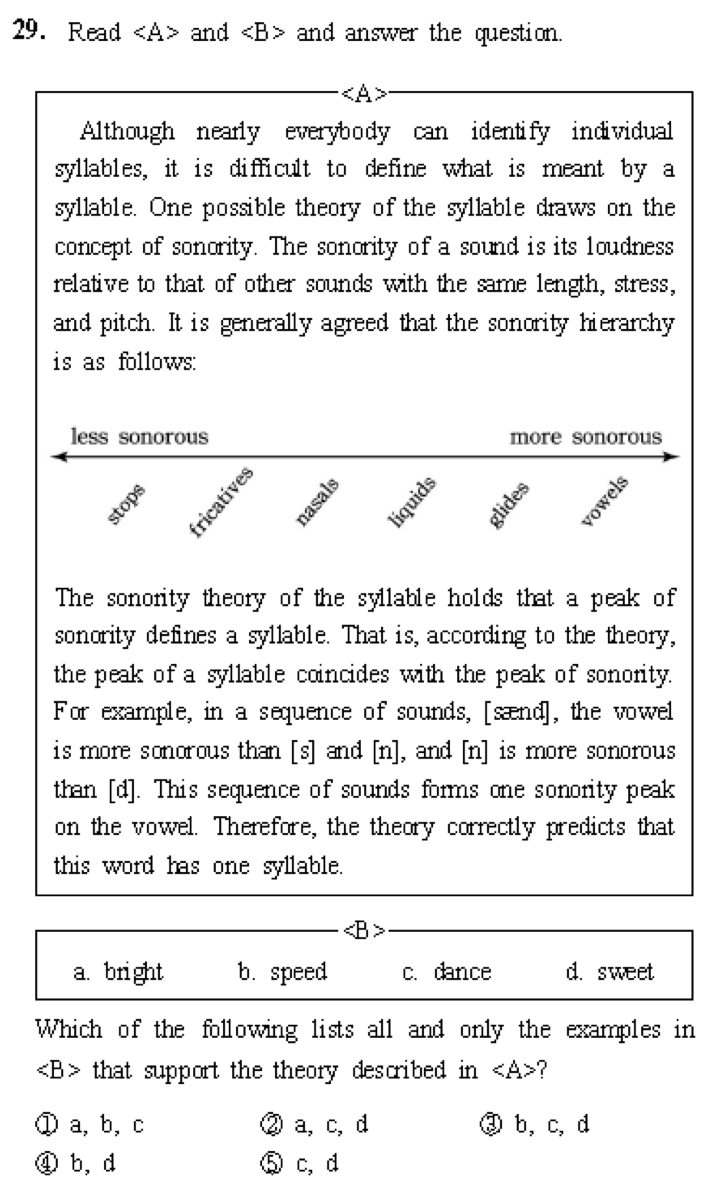 29. Read <A> and <B> and answer the question.
<A>
Although nearly everybody can identify individual
syllables, it is difficult to define what is meant by a
syllable. One possible theory of the syllable draws on the
concept of sonority. The sonority of a sound is its loudness
relative to that of other sounds with the same length, stress,
and pitch. It is generally agreed that the sonority hierarchy
is as follows:
less sonorous more sonorous
stops fricatives nasals liquids glides vowels
The sonority theory of the syllable holds that a peak of
sonority defines a syllable. That is, according to the theory,
the peak of a syllable coincides with the peak of sonority.
For example, in a sequence of sounds, [sænd], the vowel
is more sonorous than [s] and [n], and [n] is more sonorous
than [d]. This sequence of sounds forms one sonority peak
on the vowel. Therefore, the theory correctly predicts that
this word has one syllable.
<B>
a. bright b. speed c. dance d. sweet
Which of the following lists all and only the examples in
<B> that support the theory described in <A>?
① a, b, c ② a, c, d ③ b, c, d
④ b, d ⑤ c, d